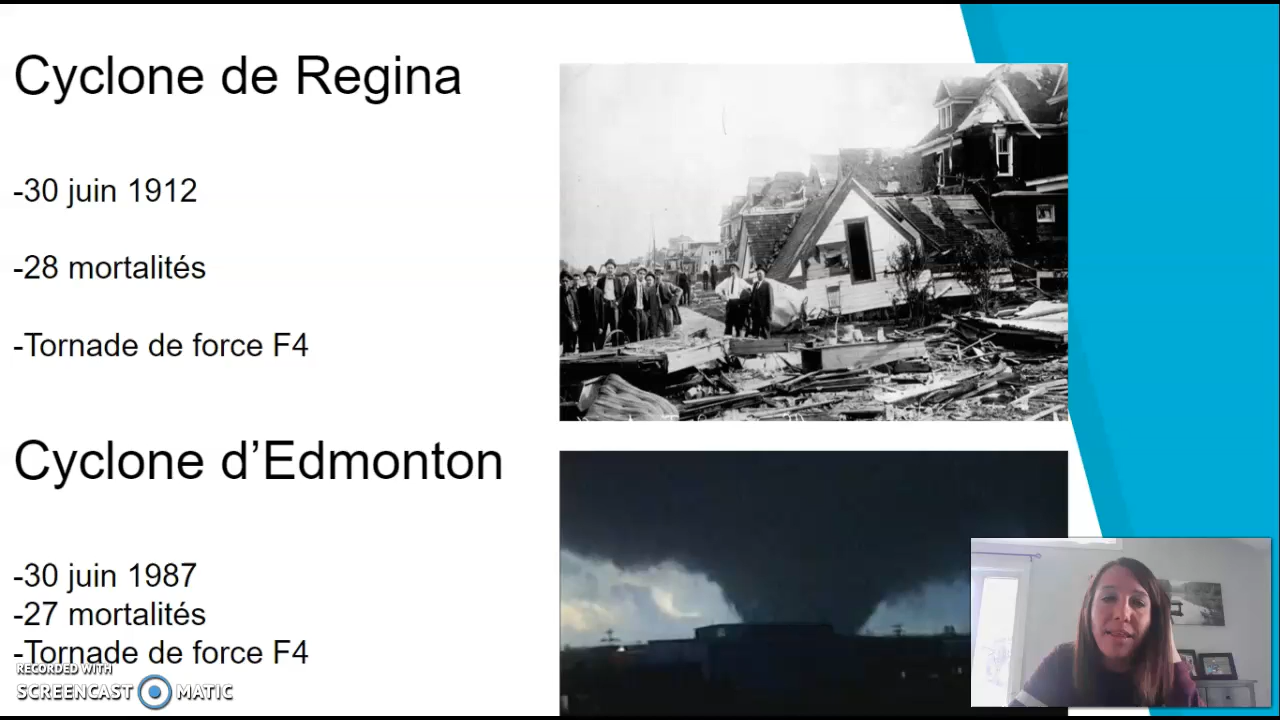 Cyclone de Regina
-30 juin 1912
-28 mortalités
-Tornade de force F4
Cyclone d’Edmonton
-30 juin 1987
-27 mortalités
-Tornade de force F4
RECORDED WITH
SCREENCAST MATIC